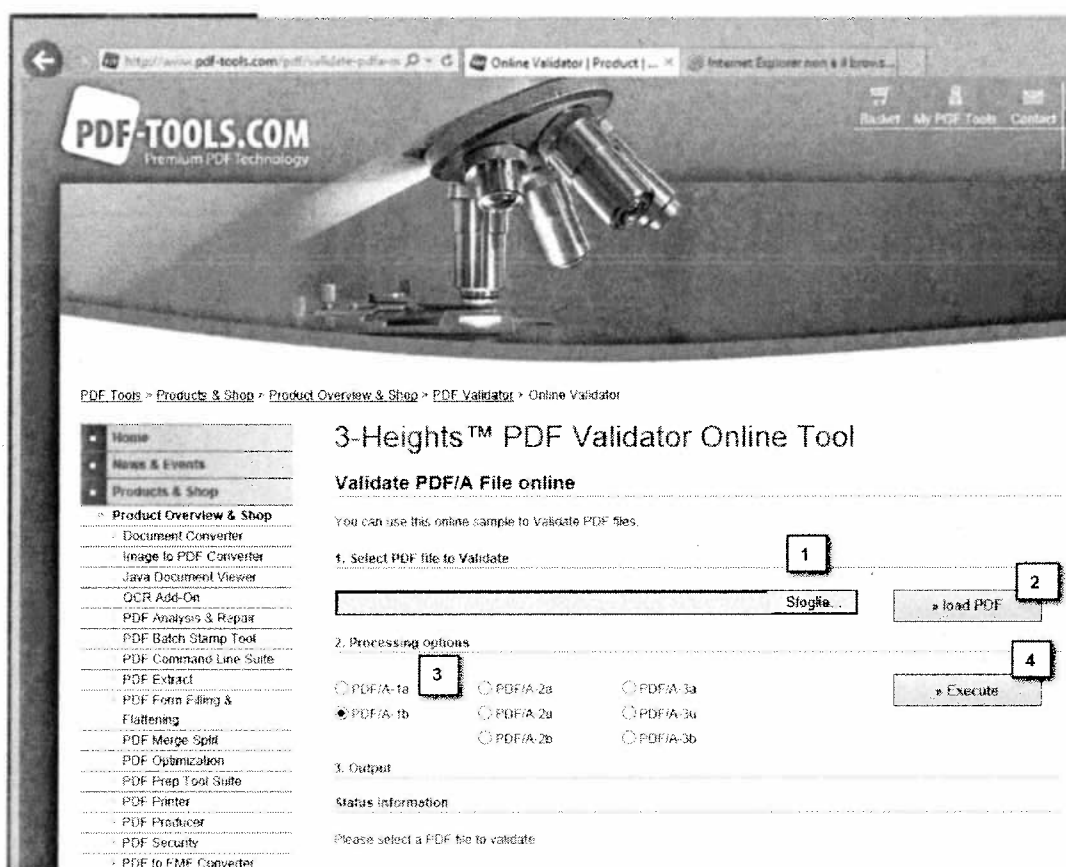 http://www.pdf-tools.com/pdf/validate-pdfa-on
Online Validator | Product | ...
Internet Explorer non è il brows...
PDF-TOOLS.COM
Premium PDF Technology
Basket My PDF Tools Contact
PDF Tools > Products & Shop > Product Overview & Shop > PDF Validator > Online Validator
Home
News & Events
Products & Shop
Product Overview & Shop
Document Converter
Image to PDF Converter
Java Document Viewer
OCR Add-On
PDF Analysis & Repair
PDF Batch Stamp Tool
PDF Command Line Suite
PDF Extract
PDF Form Filling &
Flattening
PDF Merge Split
PDF Optimization
PDF Prep Tool Suite
PDF Printer
PDF Producer
PDF Security
PDF to EMF Converter
3-Heights™ PDF Validator Online Tool
Validate PDF/A File online
You can use this online sample to Validate PDF files.
1. Select PDF file to Validate
1
Sfoglia...
» load PDF
2
2. Processing options
3
PDF/A-1a PDF/A-2a PDF/A-3a
PDF/A-1b PDF/A-2u PDF/A-3u
PDF/A-2b PDF/A-3b
4
» Execute
3. Output
Status information
Please select a PDF file to validate